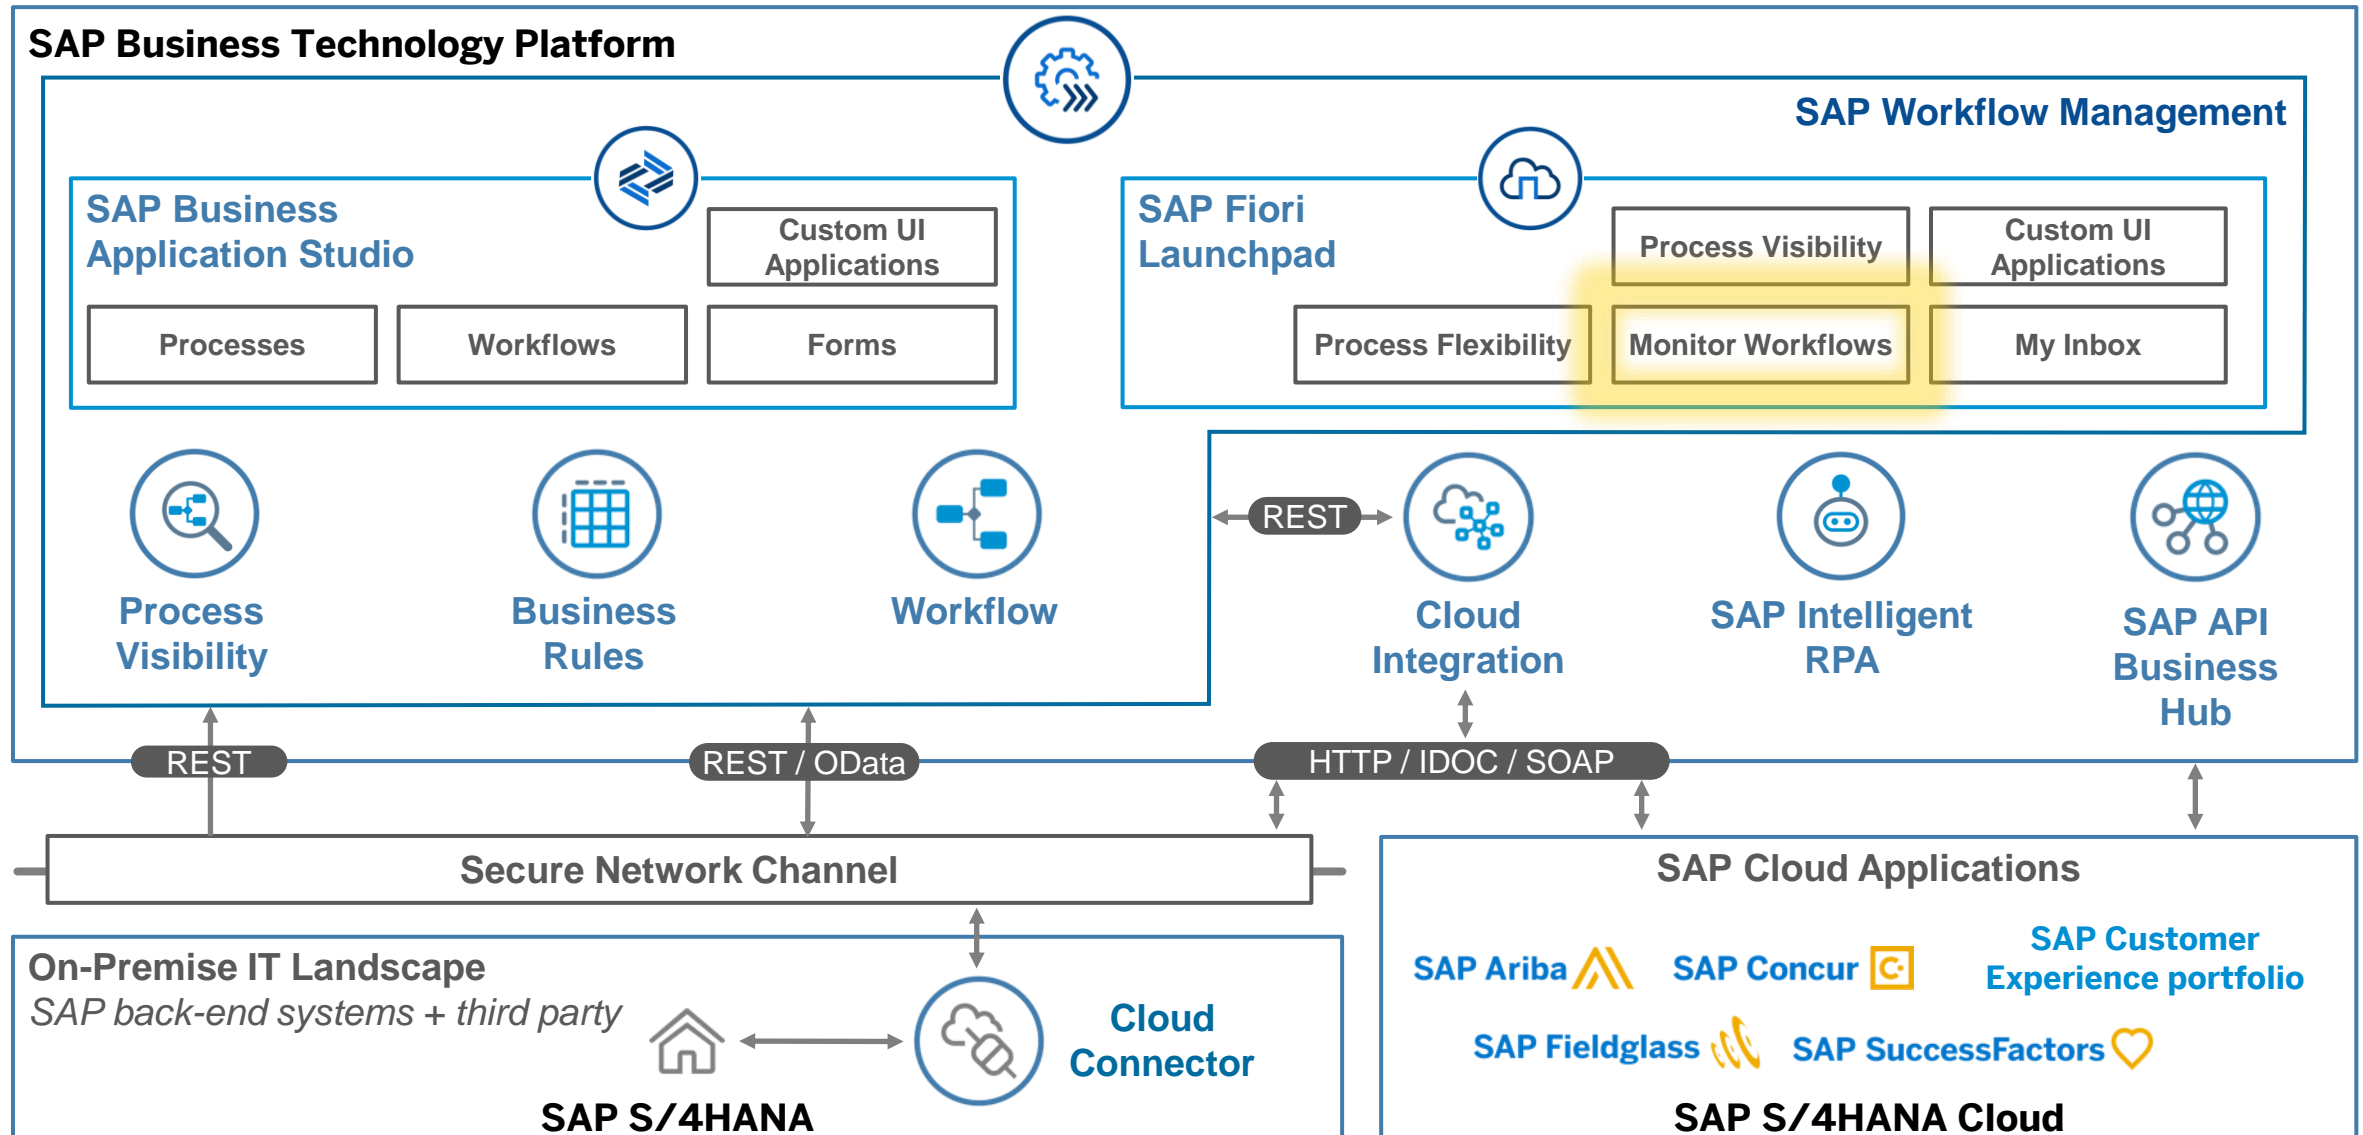 SAP Business Technology Platform
SAP Workflow Management
SAP Business
Application Studio
Custom UI
Applications
Processes
Workflows
Forms
SAP Fiori
Launchpad
Process Visibility
Custom UI
Applications
Process Flexibility
Monitor Workflows
My Inbox
Process
Visibility
Business
Rules
Workflow
REST
Cloud
Integration
SAP Intelligent
RPA
SAP API
Business
Hub
REST
REST / OData
HTTP / IDOC / SOAP
Secure Network Channel
On-Premise IT Landscape
SAP back-end systems + third party
Cloud
Connector
SAP S/4HANA
SAP Cloud Applications
SAP Ariba
SAP Concur
SAP Customer
Experience portfolio
SAP Fieldglass
SAP SuccessFactors
SAP S/4HANA Cloud